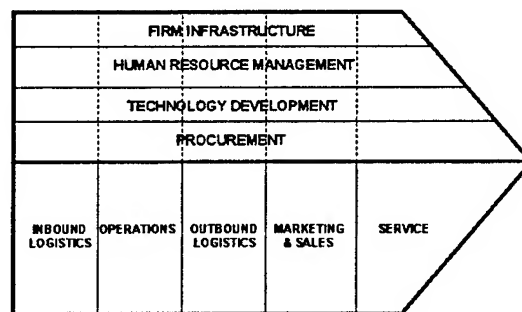 FIRM INFRASTRUCTURE
HUMAN RESOURCE MANAGEMENT
TECHNOLOGY DEVELOPMENT
PROCUREMENT
INBOUND LOGISTICS
OPERATIONS
OUTBOUND LOGISTICS
MARKETING & SALES
SERVICE